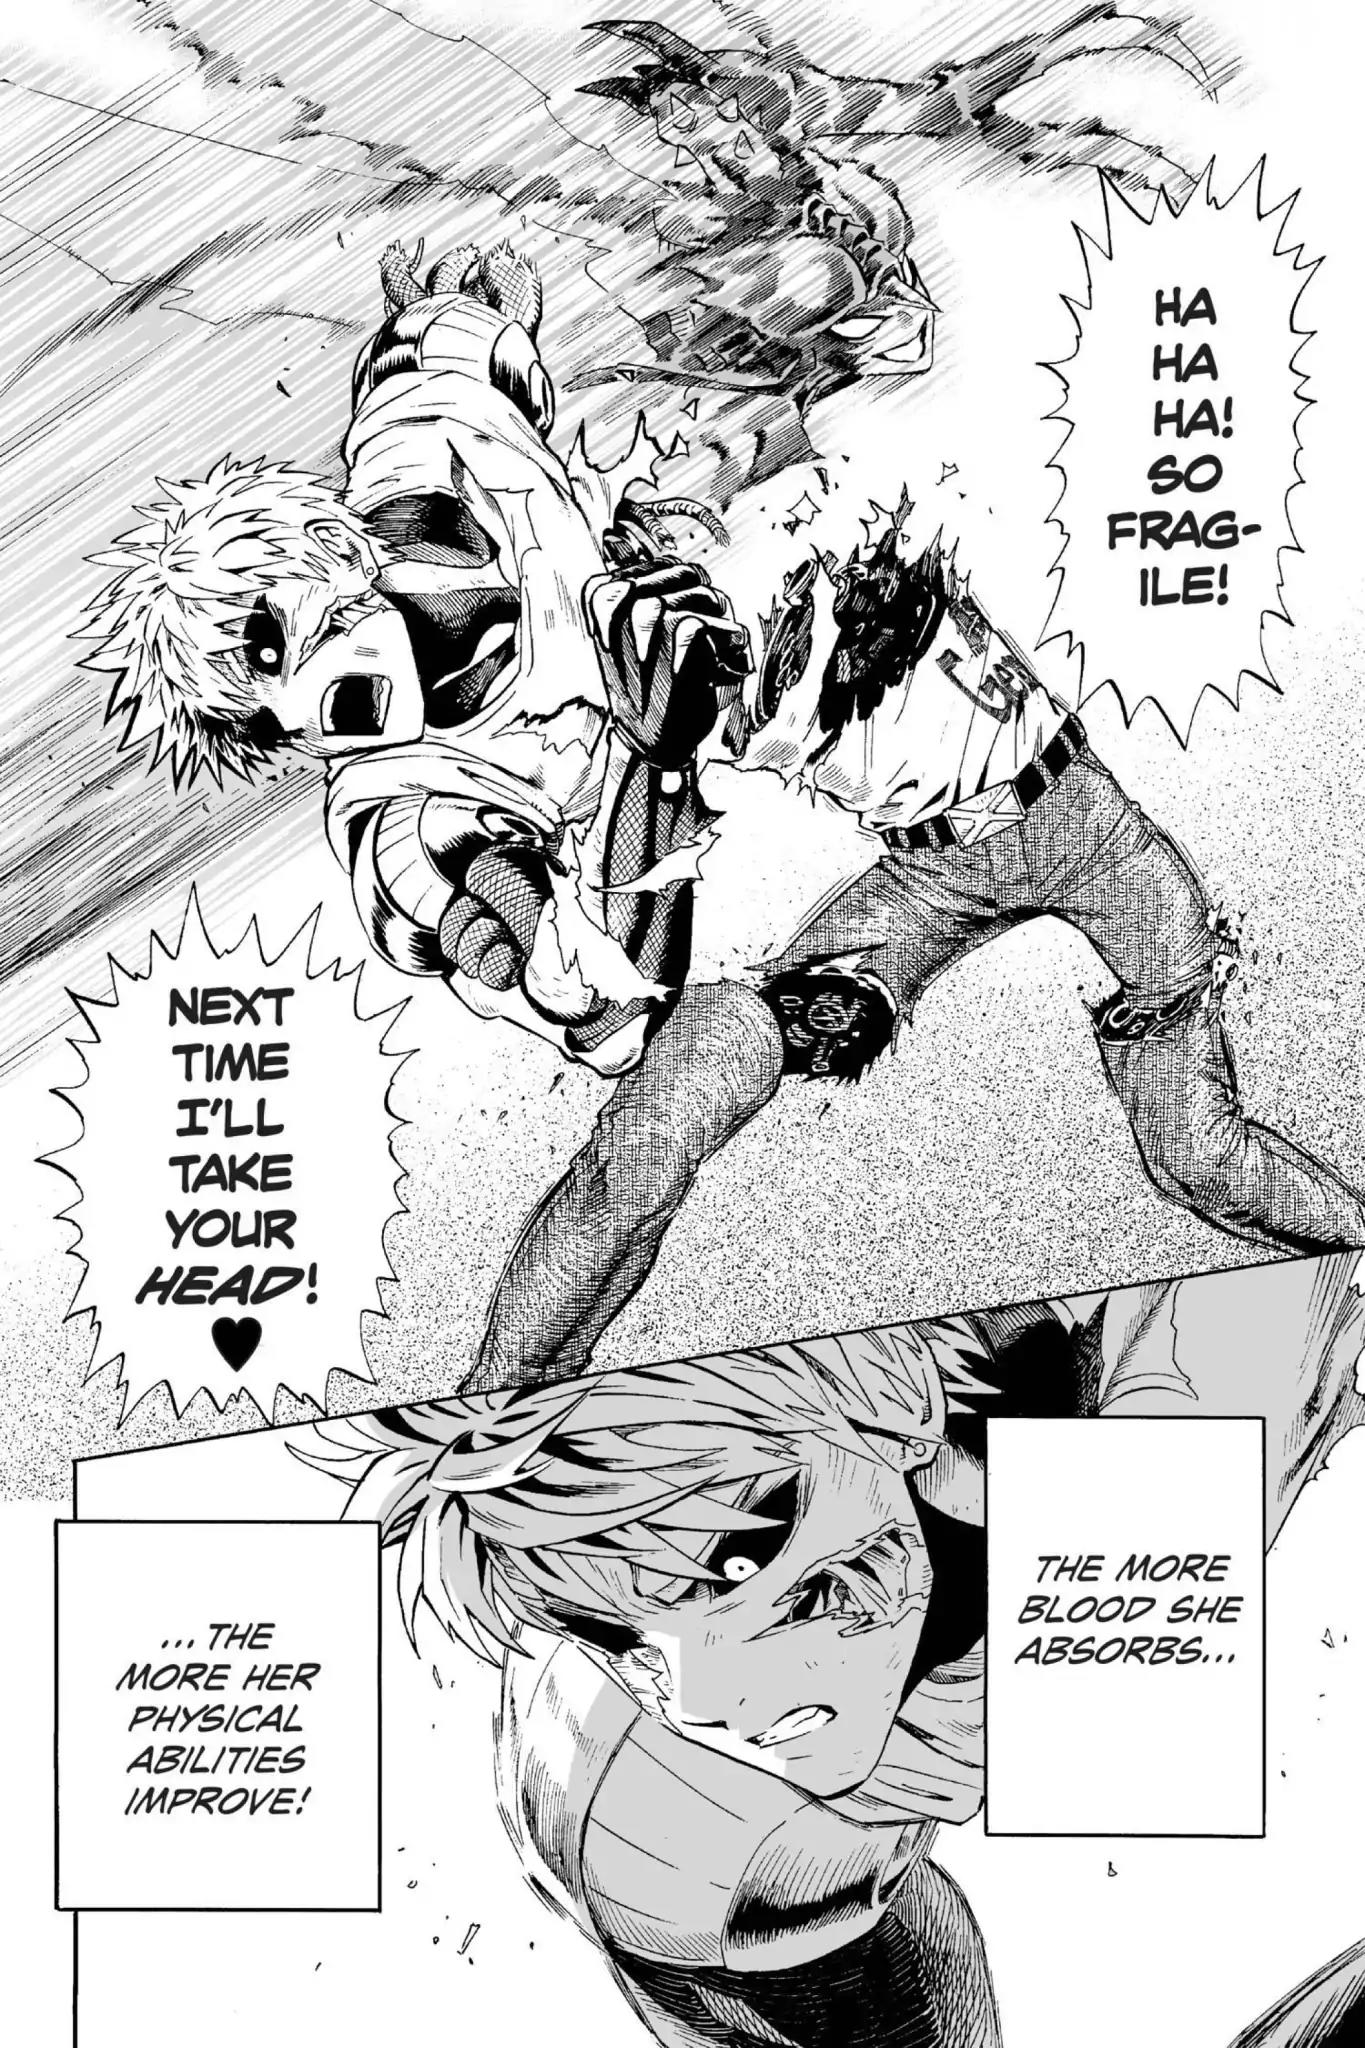 HA
HA
HA!
SO
FRAG-
ILE!
NEXT
TIME
I'LL
TAKE
YOUR
HEAD!
♥
THE MORE
BLOOD SHE
ABSORBS...
...THE
MORE HER
PHYSICAL
ABILITIES
IMPROVE!